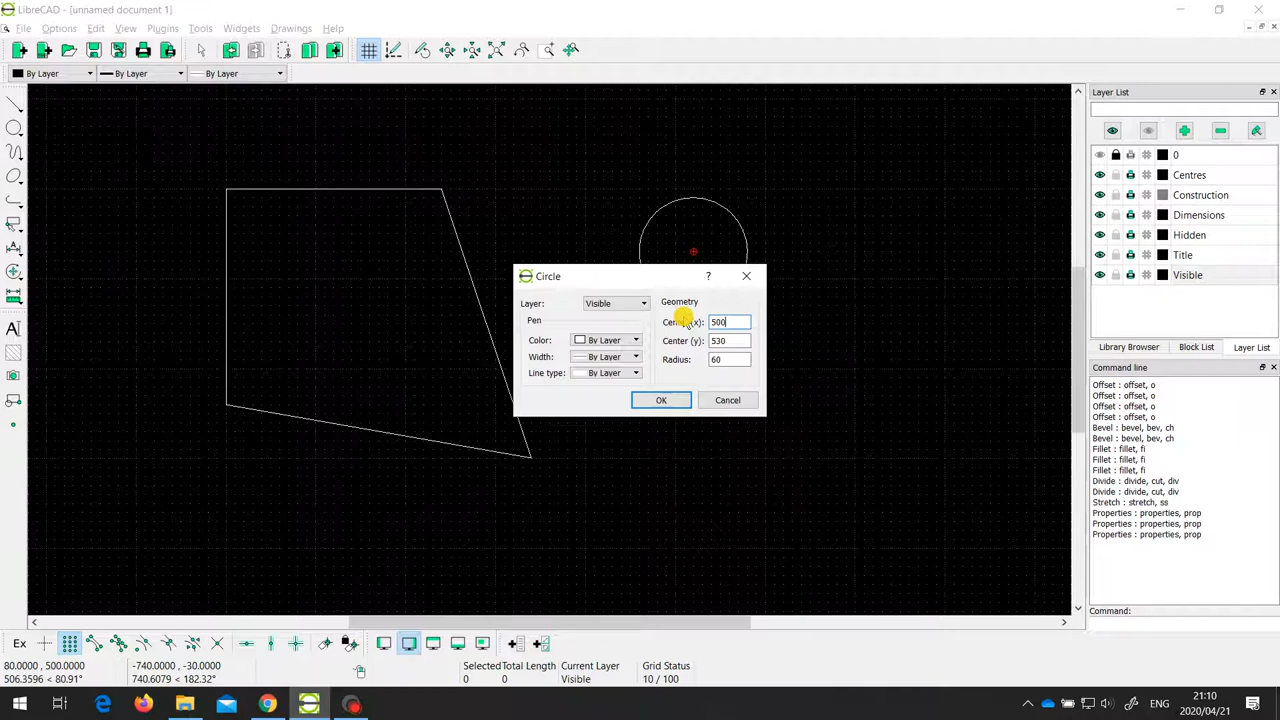 LibreCAD - [unnamed document 1]
File Options Edit View Plugins Tools Widgets Drawings Help
By Layer By Layer By Layer
Layer List
0
Centres
Construction
Dimensions
Hidden
Title
Visible
Circle ?
Layer: Visible
Geometry
Pen
Center (x): 500
Color: By Layer
Center (y): 530
Width: By Layer
Radius: 60
Line type: By Layer
OK Cancel
Library Browser Block List Layer List
Command line
Offset : offset, o
Offset : offset, o
Offset : offset, o
Offset : offset, o
Bevel : bevel, bev, ch
Bevel : bevel, bev, ch
Fillet : fillet, fi
Fillet : fillet, fi
Fillet : fillet, fi
Divide : divide, cut, div
Divide : divide, cut, div
Stretch : stretch, ss
Properties : properties, prop
Properties : properties, prop
Properties : properties, prop
Command:
Ex
80.0000 , 500.0000 -740.0000 , -30.0000 Selected Total Length Current Layer Grid Status
506.3596 < 80.91° 740.6079 < 182.32° 0 0 Visible 10 / 100
ENG 21:10
2020/04/21